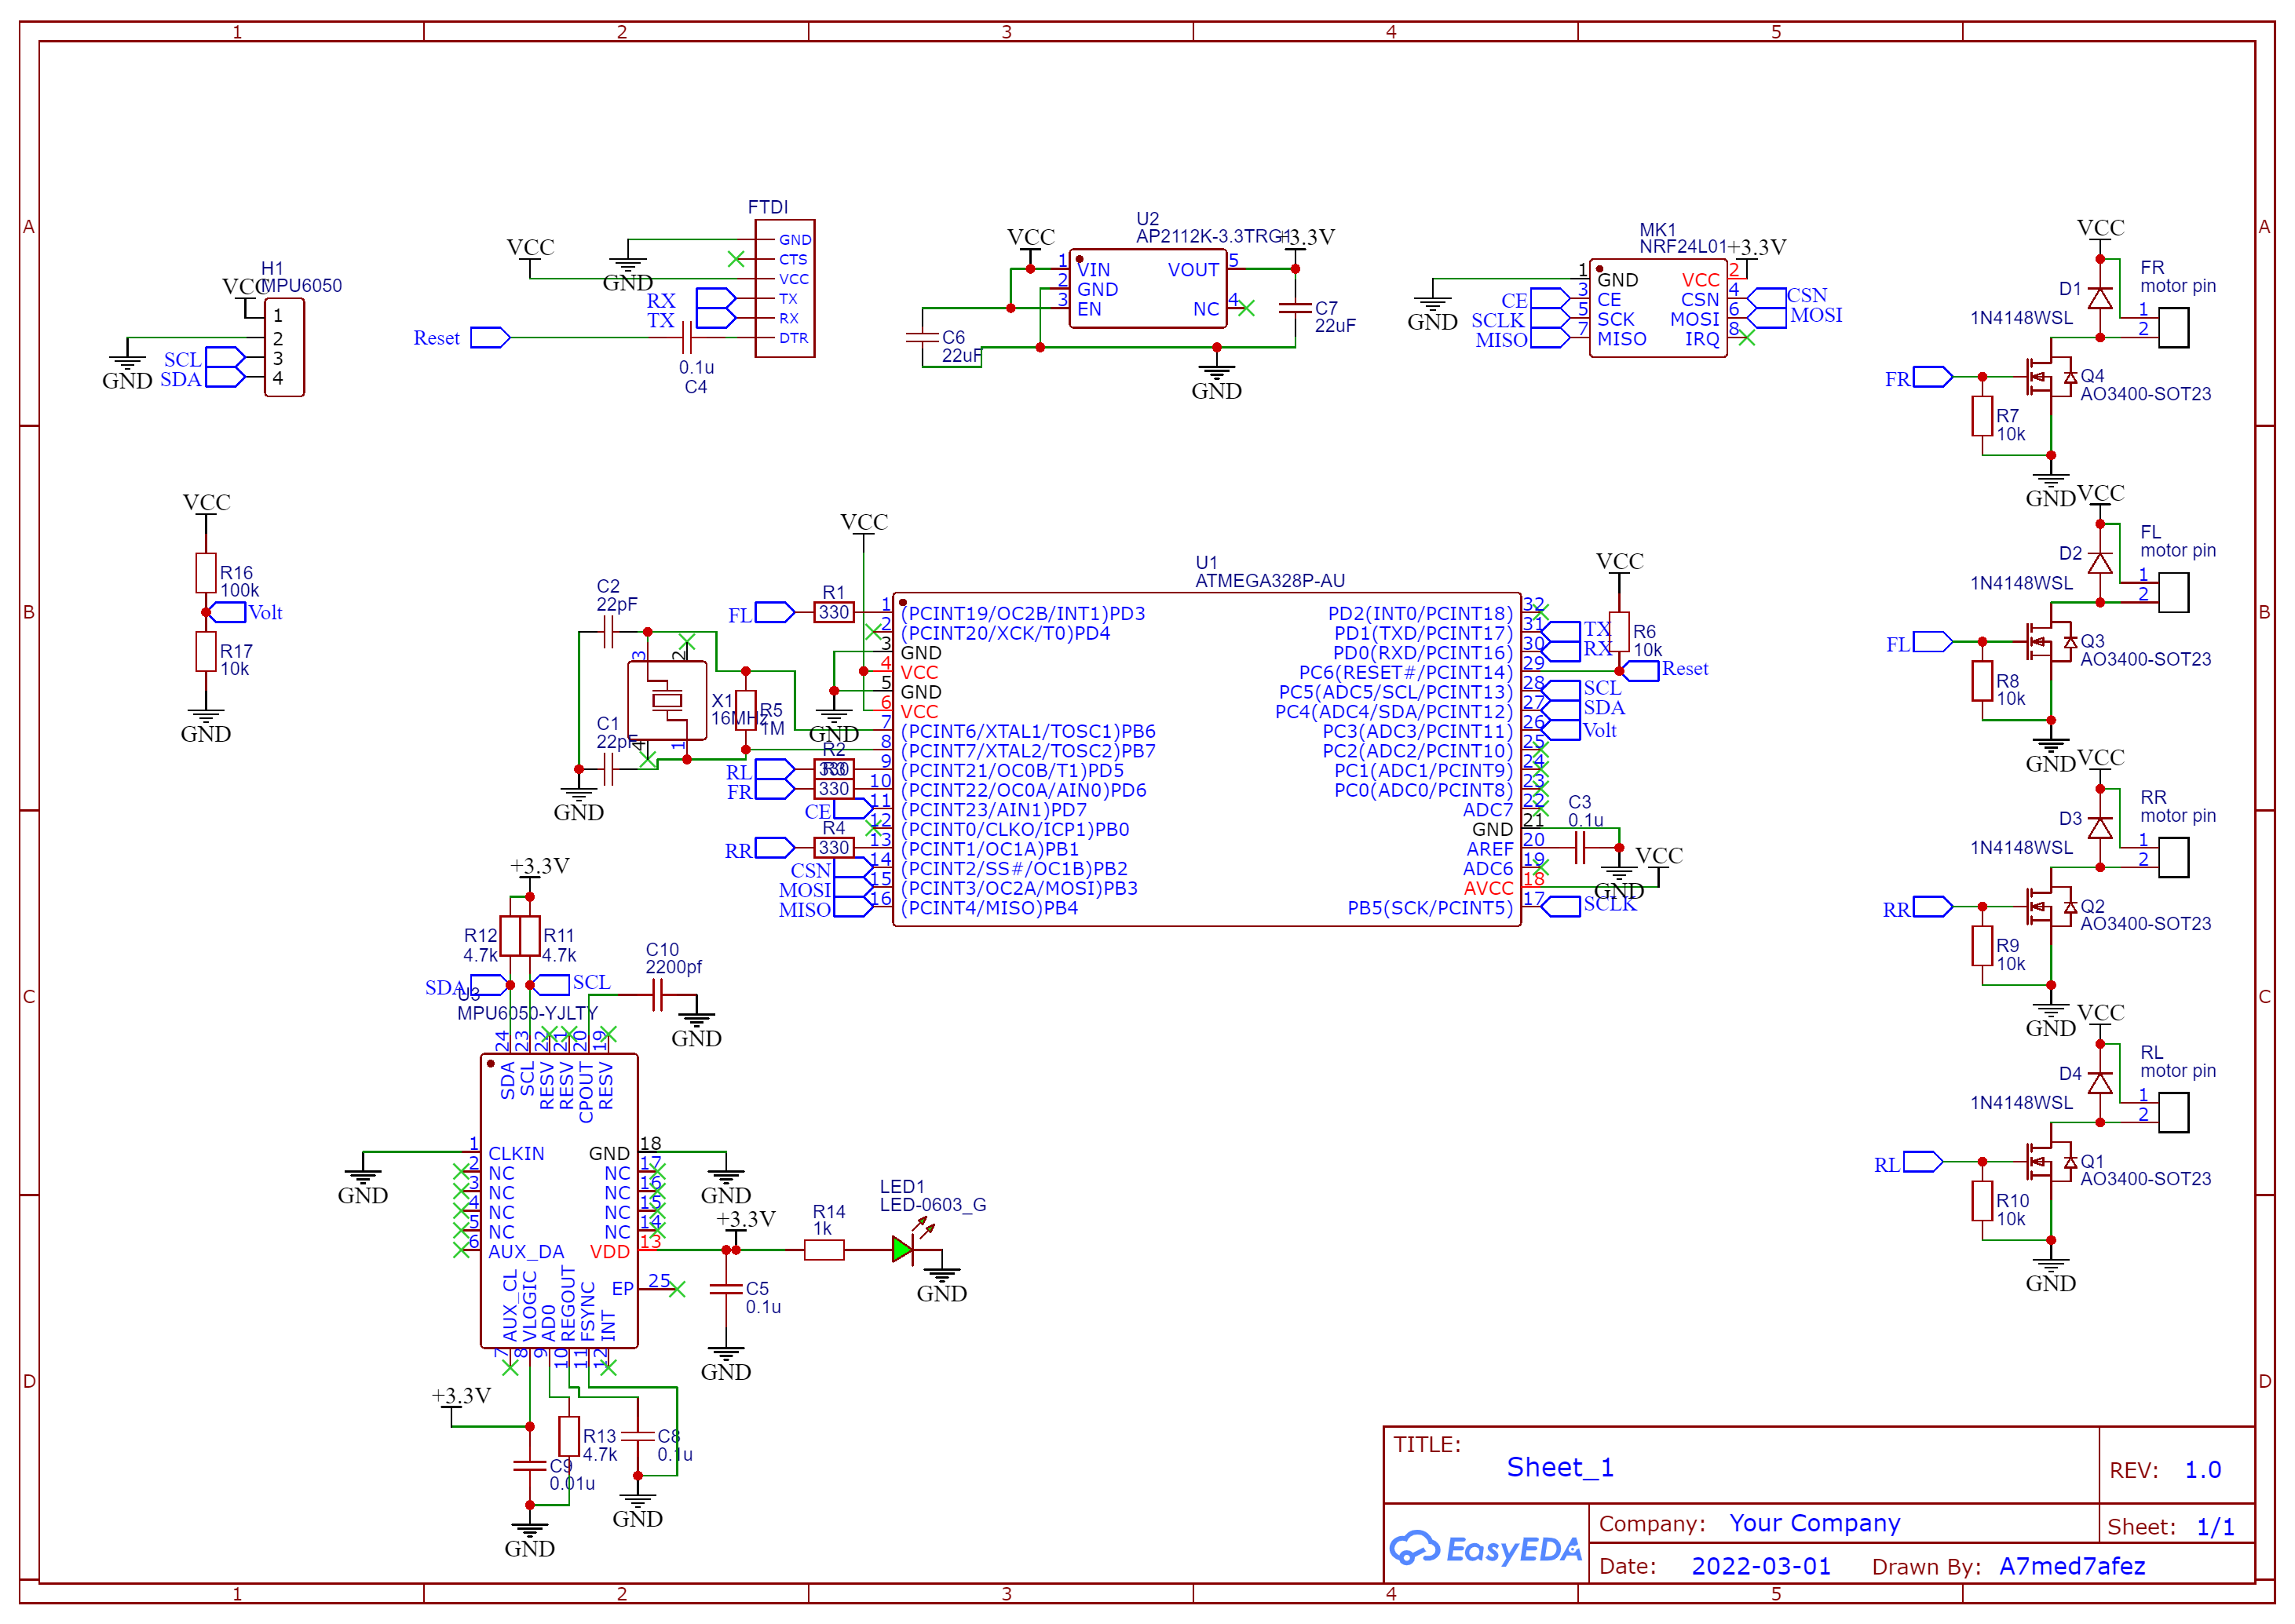 1 2 3 4 5
A
A
FTDI
GND
CTS
VCC
TX
RX
DTR
VCC
GND
RX
TX
Reset
0.1u
C4
H1
MPU6050
VCC
1
2
3
4
GND
SCL
SDA
U2
AP2112K-3.3TRG1
VCC
+3.3V
1 VIN
2 GND
3 EN
VOUT 5
NC 4
C6
22uF
C7
22uF
GND
MK1
NRF24L01
+3.3V
1 GND
3 CE
5 SCK
7 MISO
VCC 2
CSN 4
MOSI 6
IRQ 8
GND
CE
SCLK
MISO
CSN
MOSI
VCC
FR
motor pin
D1
1N4148WSL
1
2
FR
Q4
AO3400-SOT23
R7
10k
GND
B
B
VCC
R16
100k
Volt
R17
10k
GND
VCC
FL
motor pin
D2
1N4148WSL
1
2
FL
Q3
AO3400-SOT23
R8
10k
GND
C2
22pF
C1
22pF
3
2
4
1
X1
16MHz
R5
1M
GND
VCC
GND
U1
ATMEGA328P-AU
FL
R1
330
RL
R2
330
FR
R3
330
CE
RR
R4
330
CSN
MOSI
MISO
1 (PCINT19/OC2B/INT1)PD3
2 (PCINT20/XCK/T0)PD4
3 GND
4 VCC
5 GND
6 VCC
7 (PCINT6/XTAL1/TOSC1)PB6
8 (PCINT7/XTAL2/TOSC2)PB7
9 (PCINT21/OC0B/T1)PD5
10 (PCINT22/OC0A/AIN0)PD6
11 (PCINT23/AIN1)PD7
12 (PCINT0/CLKO/ICP1)PB0
13 (PCINT1/OC1A)PB1
14 (PCINT2/SS#/OC1B)PB2
15 (PCINT3/OC2A/MOSI)PB3
16 (PCINT4/MISO)PB4
PD2(INT0/PCINT18) 32
PD1(TXD/PCINT17) 31 TX
PD0(RXD/PCINT16) 30 RX
PC6(RESET#/PCINT14) 29 Reset
PC5(ADC5/SCL/PCINT13) 28 SCL
PC4(ADC4/SDA/PCINT12) 27 SDA
PC3(ADC3/PCINT11) 26 Volt
PC2(ADC2/PCINT10) 25
PC1(ADC1/PCINT9) 24
PC0(ADC0/PCINT8) 23
ADC7 22
GND 21
AREF 20
ADC6 19
AVCC 18
PB5(SCK/PCINT5) 17 SCLK
VCC
R6
10k
C3
0.1u
GND
VCC
VCC
RR
motor pin
D3
1N4148WSL
1
2
RR
Q2
AO3400-SOT23
R9
10k
GND
C
C
+3.3V
R12
4.7k
R11
4.7k
SDA
SCL
C10
2200pf
GND
U3
MPU6050-YJLTY
24 23 22 21 20 19
SDA
SCL
RESV
RESV
CPOUT
RESV
1 CLKIN
2 NC
3 NC
4 NC
5 NC
6 AUX_DA
GND 18
NC 17
NC 16
NC 15
NC 14
VDD 13
EP 25
AUX_CL
VLOGIC
AD0
REGOUT
FSYNC
INT
7 8 9 10 11 12
GND
GND
+3.3V
R14
1k
LED1
LED-0603_G
GND
C5
0.1u
GND
+3.3V
R13
4.7k
C8
0.1u
C9
0.01u
GND
GND
VCC
RL
motor pin
D4
1N4148WSL
1
2
RL
Q1
AO3400-SOT23
R10
10k
GND
D
D
TITLE:
Sheet_1
REV: 1.0
EasyEDA
Company: Your Company
Sheet: 1/1
Date: 2022-03-01 Drawn By: A7med7afez
1 2 3 4 5